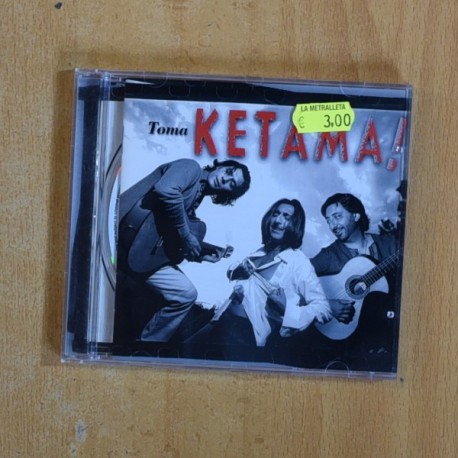 LA METRALLETA
€ 3,00
Toma KETAMA!